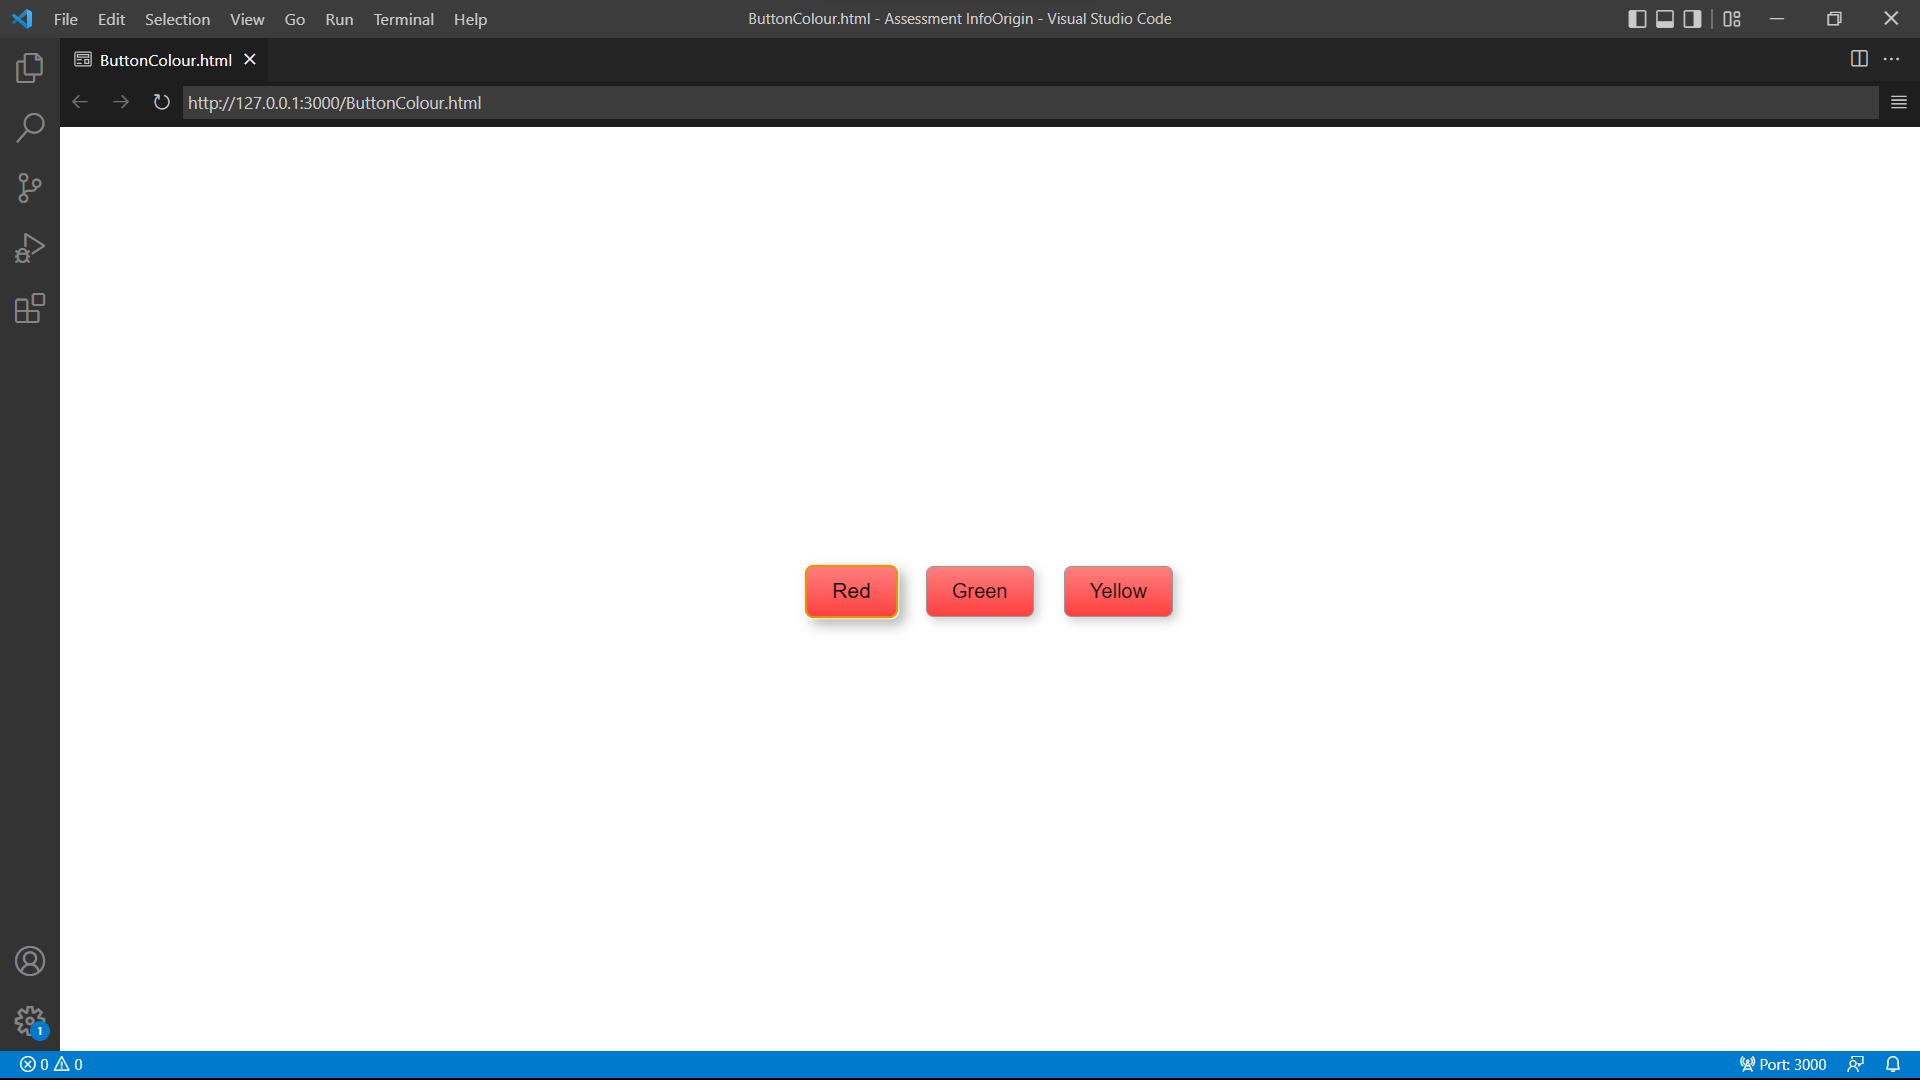 File Edit Selection View Go Run Terminal Help ButtonColour.html - Assessment InfoOrigin - Visual Studio Code
ButtonColour.html
http://127.0.0.1:3000/ButtonColour.html
Red Green Yellow
1
0 0 Port: 3000